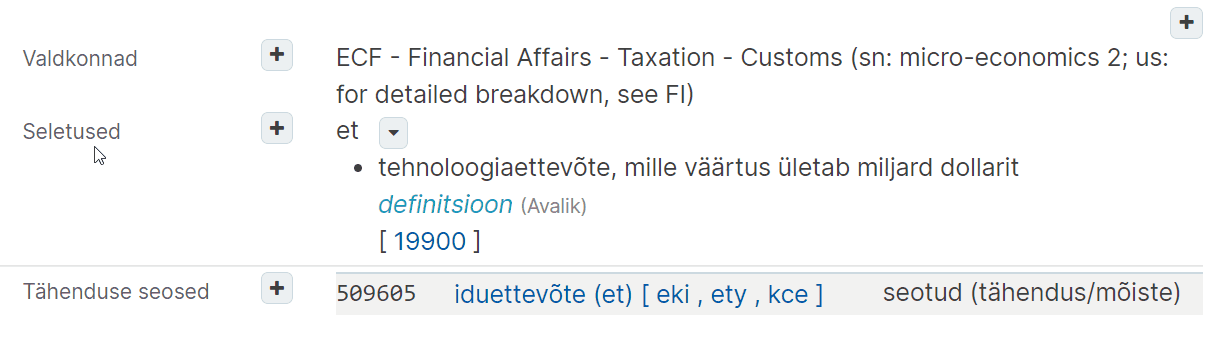 Valdkonnad ECF - Financial Affairs - Taxation - Customs (sn: micro-economics 2; us:
for detailed breakdown, see FI)
Seletused et
• tehnoloogiaettevõte, mille väärtus ületab miljard dollarit
definitsioon (Avalik)
[ 19900 ]
Tähenduse seosed 509605 iduettevõte (et) [ eki , ety , kce ] seotud (tähendus/mõiste)